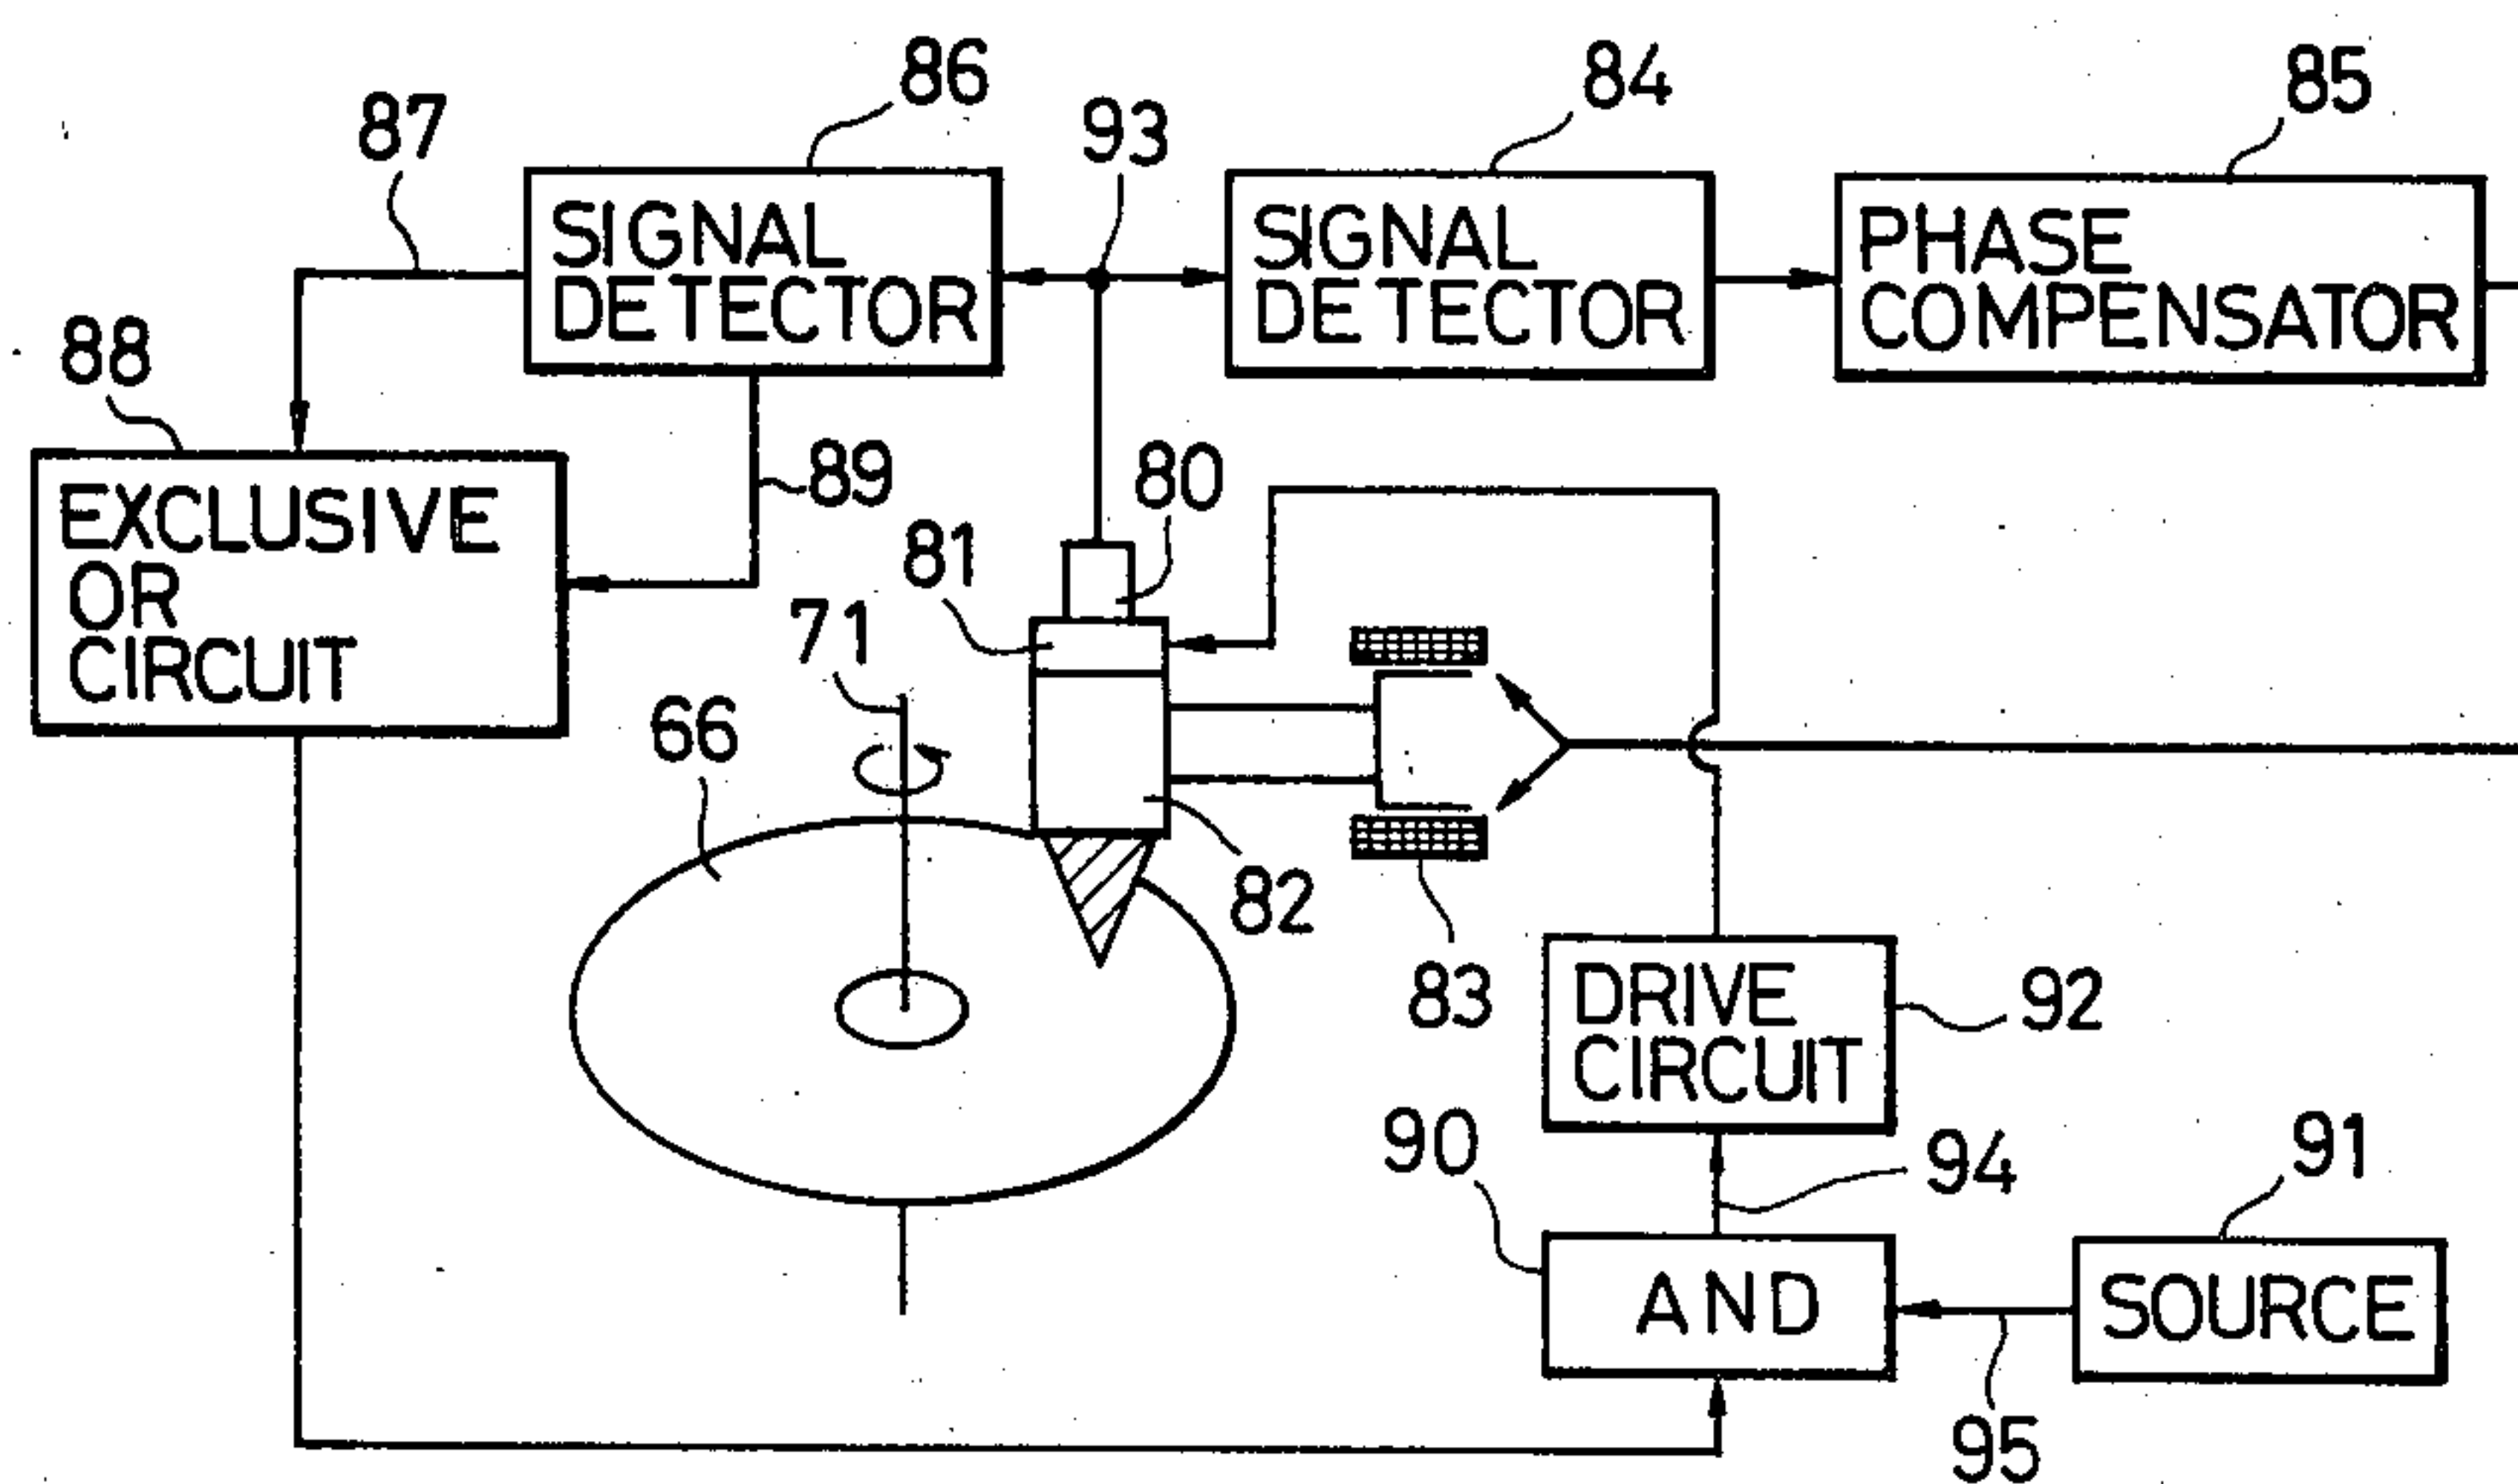 86
84
85
87
93
SIGNAL
DETECTOR
SIGNAL
DETECTOR
PHASE
COMPENSATOR
88
89
80
EXCLUSIVE
OR
CIRCUIT
81
71
66
82
83
DRIVE
CIRCUIT
92
90
94
91
AND
SOURCE
95